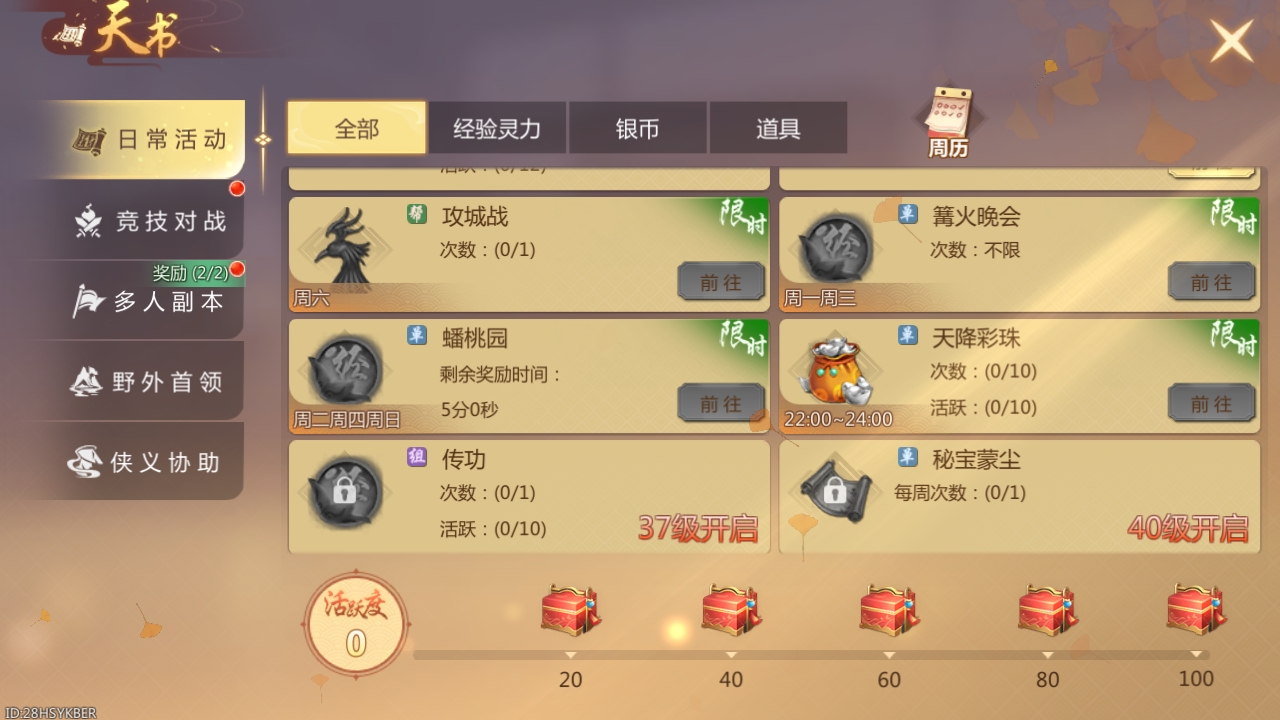 天书
日常活动
竞技对战
奖励 (2/2)
多人副本
野外首领
侠义协助
全部
经验灵力
银币
道具
周历
帮
攻城战
次数：(0/1)
限时
前往
周六
单
篝火晚会
次数：不限
限时
前往
周一周三
单
蟠桃园
剩余奖励时间：
5分0秒
限时
前往
周二周四周日
单
天降彩珠
次数：(0/10)
活跃：(0/10)
限时
前往
22:00~24:00
组
传功
次数：(0/1)
活跃：(0/10)
37级开启
单
秘宝蒙尘
每周次数：(0/1)
40级开启
活跃度
0
20
40
60
80
100
ID:28HSYKBER